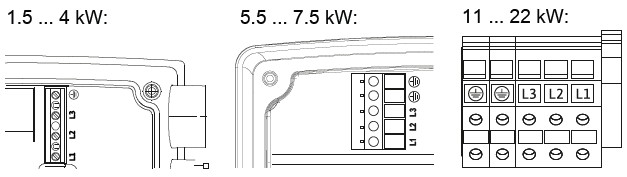 1.5 ... 4 kW:
5.5 ... 7.5 kW:
11 ... 22 kW:
L3
L2
L1
L3
L2
L1
L3 L2 L1